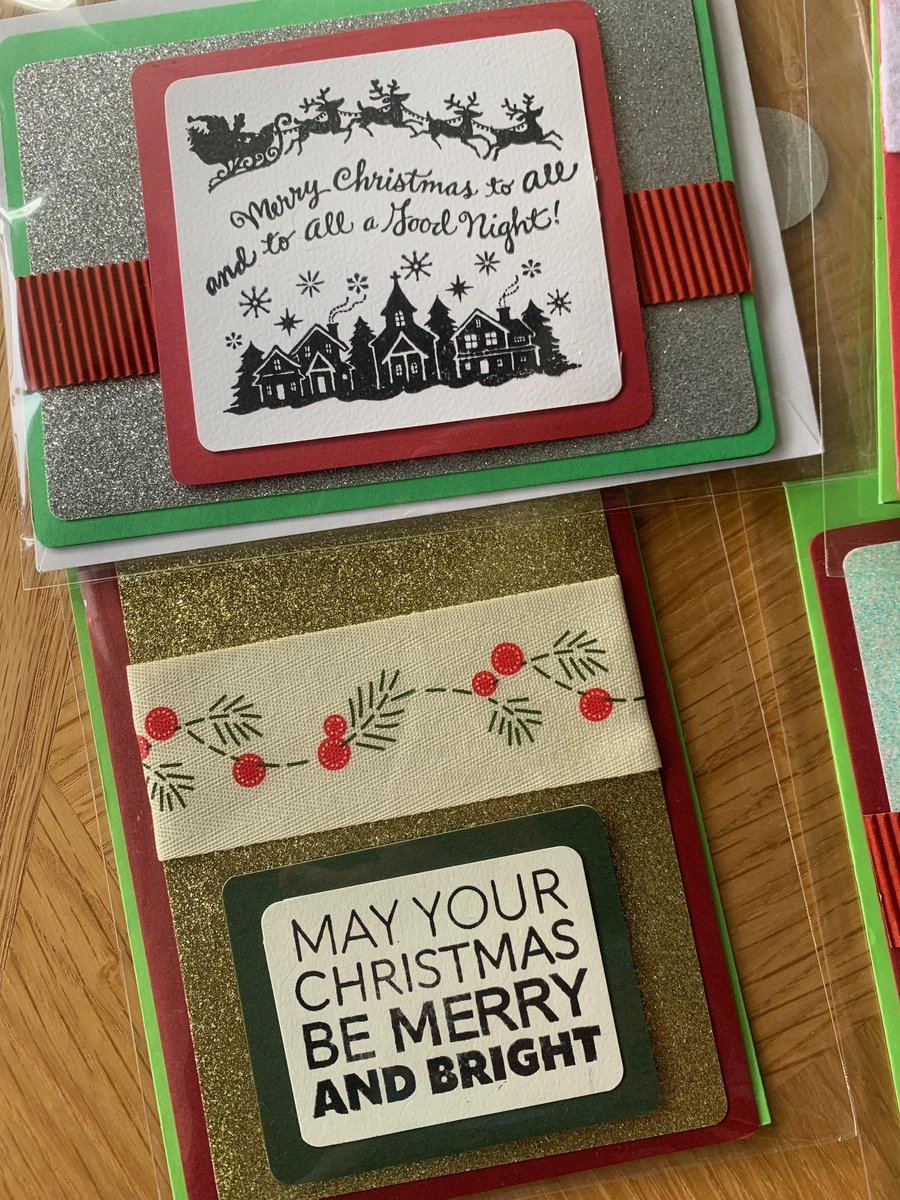 Merry Christmas to all
and to all a Good Night!
MAY YOUR
CHRISTMAS
BE MERRY
AND BRIGHT